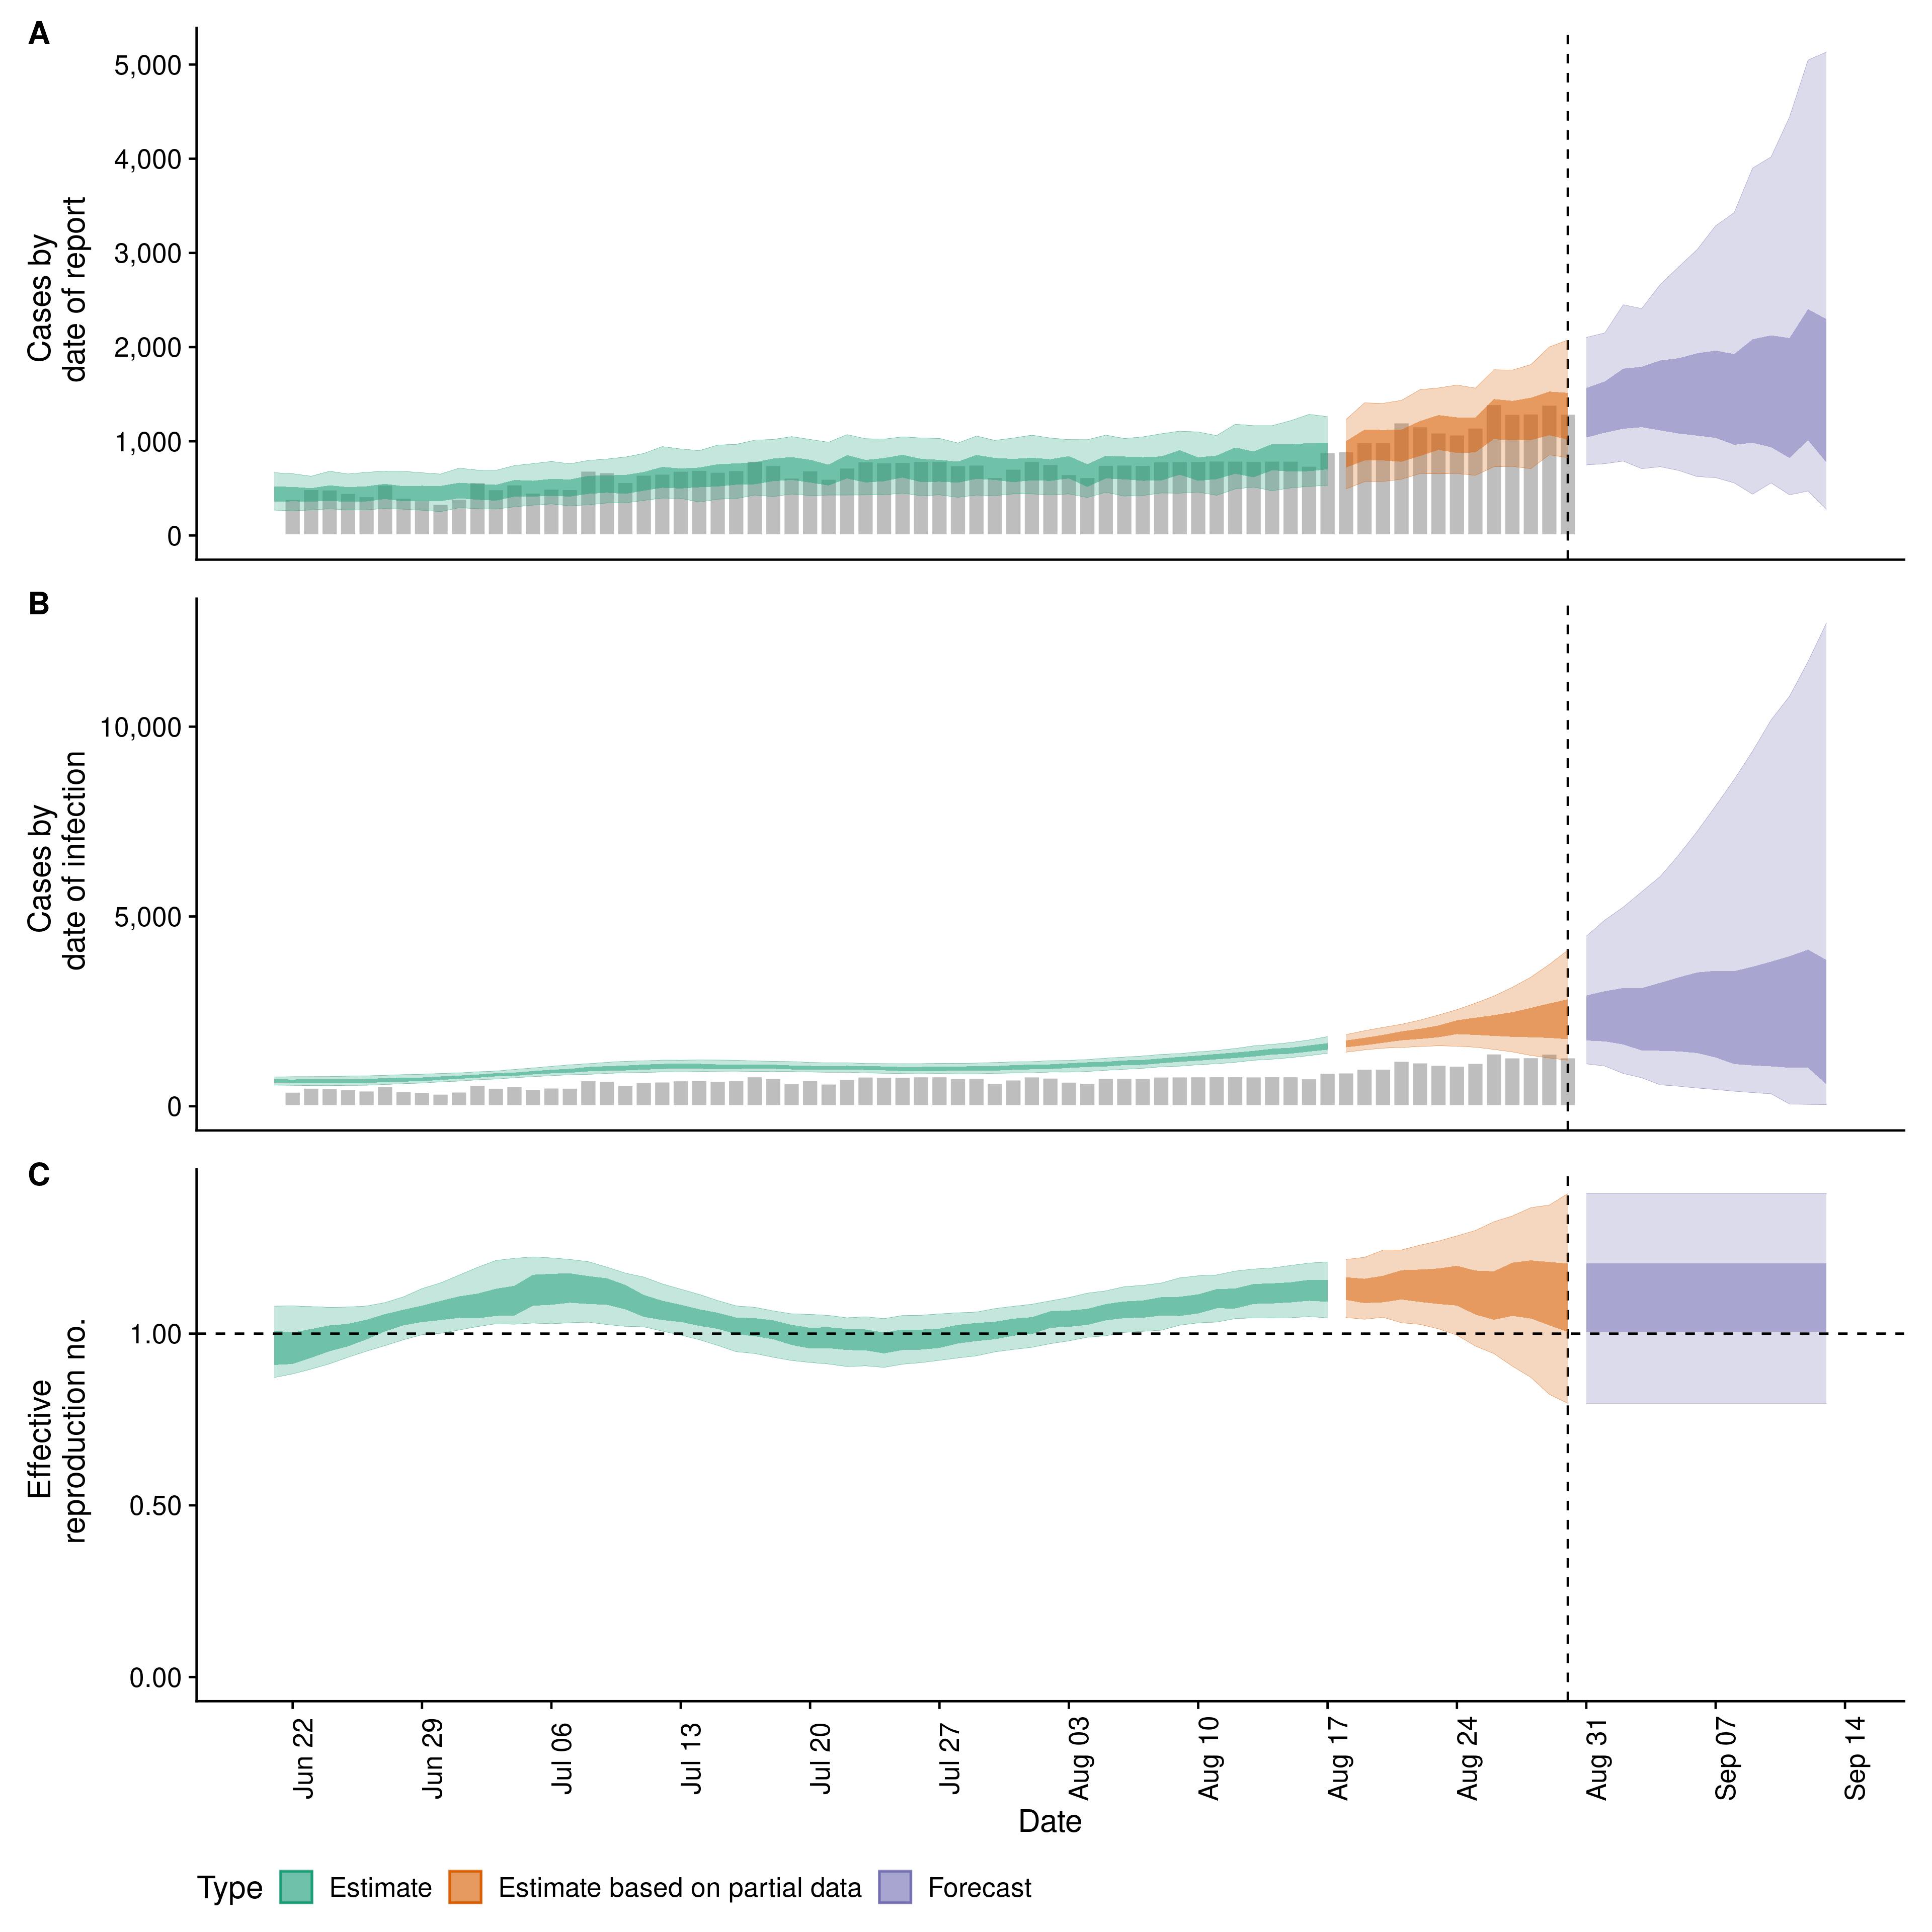 A
5,000
4,000
3,000
2,000
1,000
0
Cases by
date of report
B
10,000
5,000
0
Cases by
date of infection
C
1.00
0.50
0.00
Effective
reproduction no.
Jun 22
Jun 29
Jul 06
Jul 13
Jul 20
Jul 27
Aug 03
Aug 10
Aug 17
Aug 24
Aug 31
Sep 07
Sep 14
Date
Type Estimate Estimate based on partial data Forecast